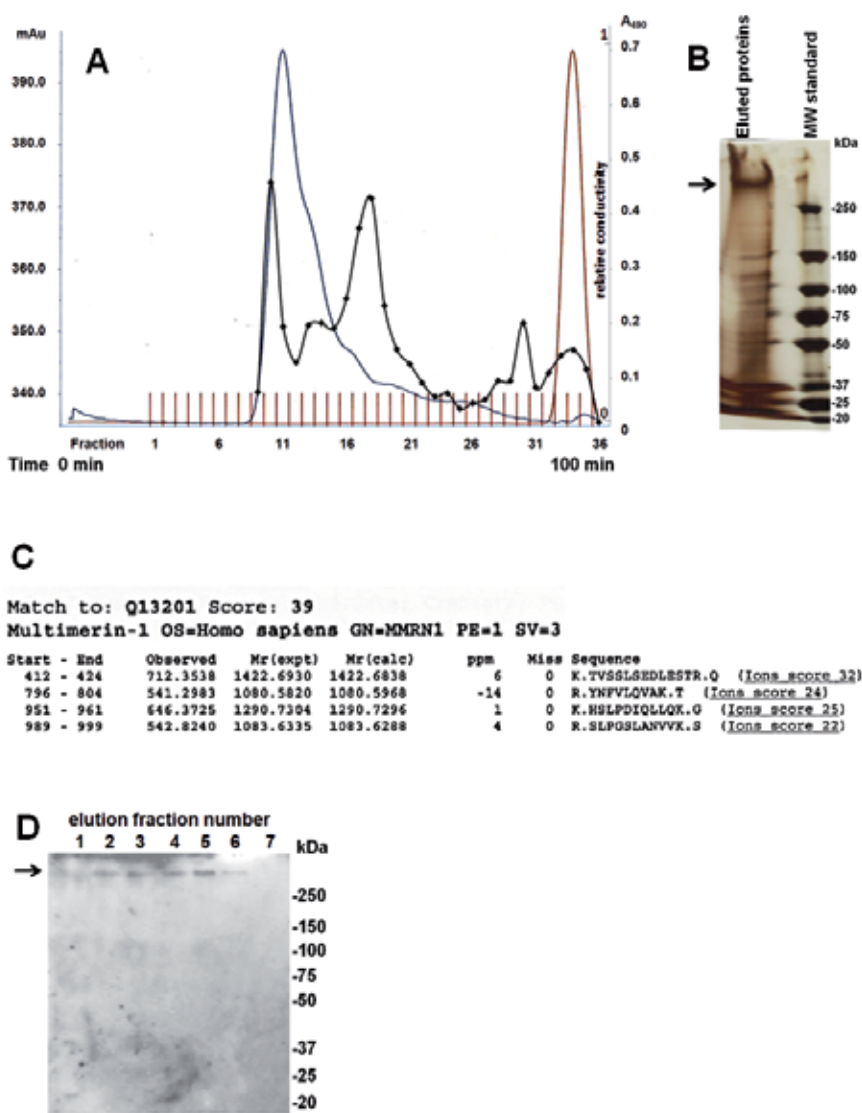 mAu
A
A490
1
0.7
390.0
0.6
380.0
0.5
370.0
0.4
relative conductivity
360.0
0.3
350.0
0.2
340.0
0.1
0
0
Fraction 1 6 11 16 21 26 31 36
Time 0 min 100 min
B
Eluted proteins
MW standard
kDa
-250
-150
-100
-75
-50
-37
-25
-20
C
Match to: Q13201 Score: 39
Multimerin-1 OS=Homo sapiens GN=MMRN1 PE=1 SV=3
Start - End Observed Mr(expt) Mr(calc) ppm Miss Sequence
412 - 424 712.3538 1422.6930 1422.6838 6 0 K.TVSSLSEDLESTR.Q (Ions score 32)
796 - 804 541.2983 1080.5820 1080.5968 -14 0 R.YNFVLQVAK.T (Ions score 24)
951 - 961 646.3725 1290.7304 1290.7296 1 0 K.HSLPDIQLLQK.G (Ions score 25)
989 - 999 542.8240 1083.6335 1083.6288 4 0 R.SLPGSLANVVK.S (Ions score 22)
D
elution fraction number
1 2 3 4 5 6 7
kDa
-250
-150
-100
-75
-50
-37
-25
-20